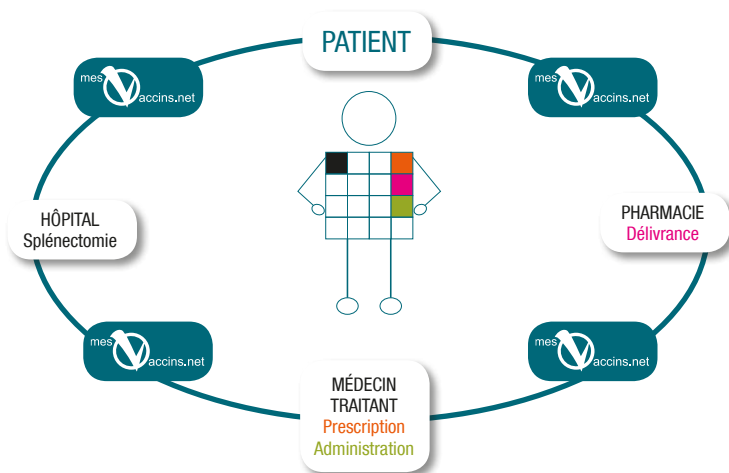 PATIENT
mes Vaccins.net
mes Vaccins.net
HÔPITAL
Splénectomie
PHARMACIE
Délivrance
mes Vaccins.net
mes Vaccins.net
MÉDECIN
TRAITANT
Prescription
Administration